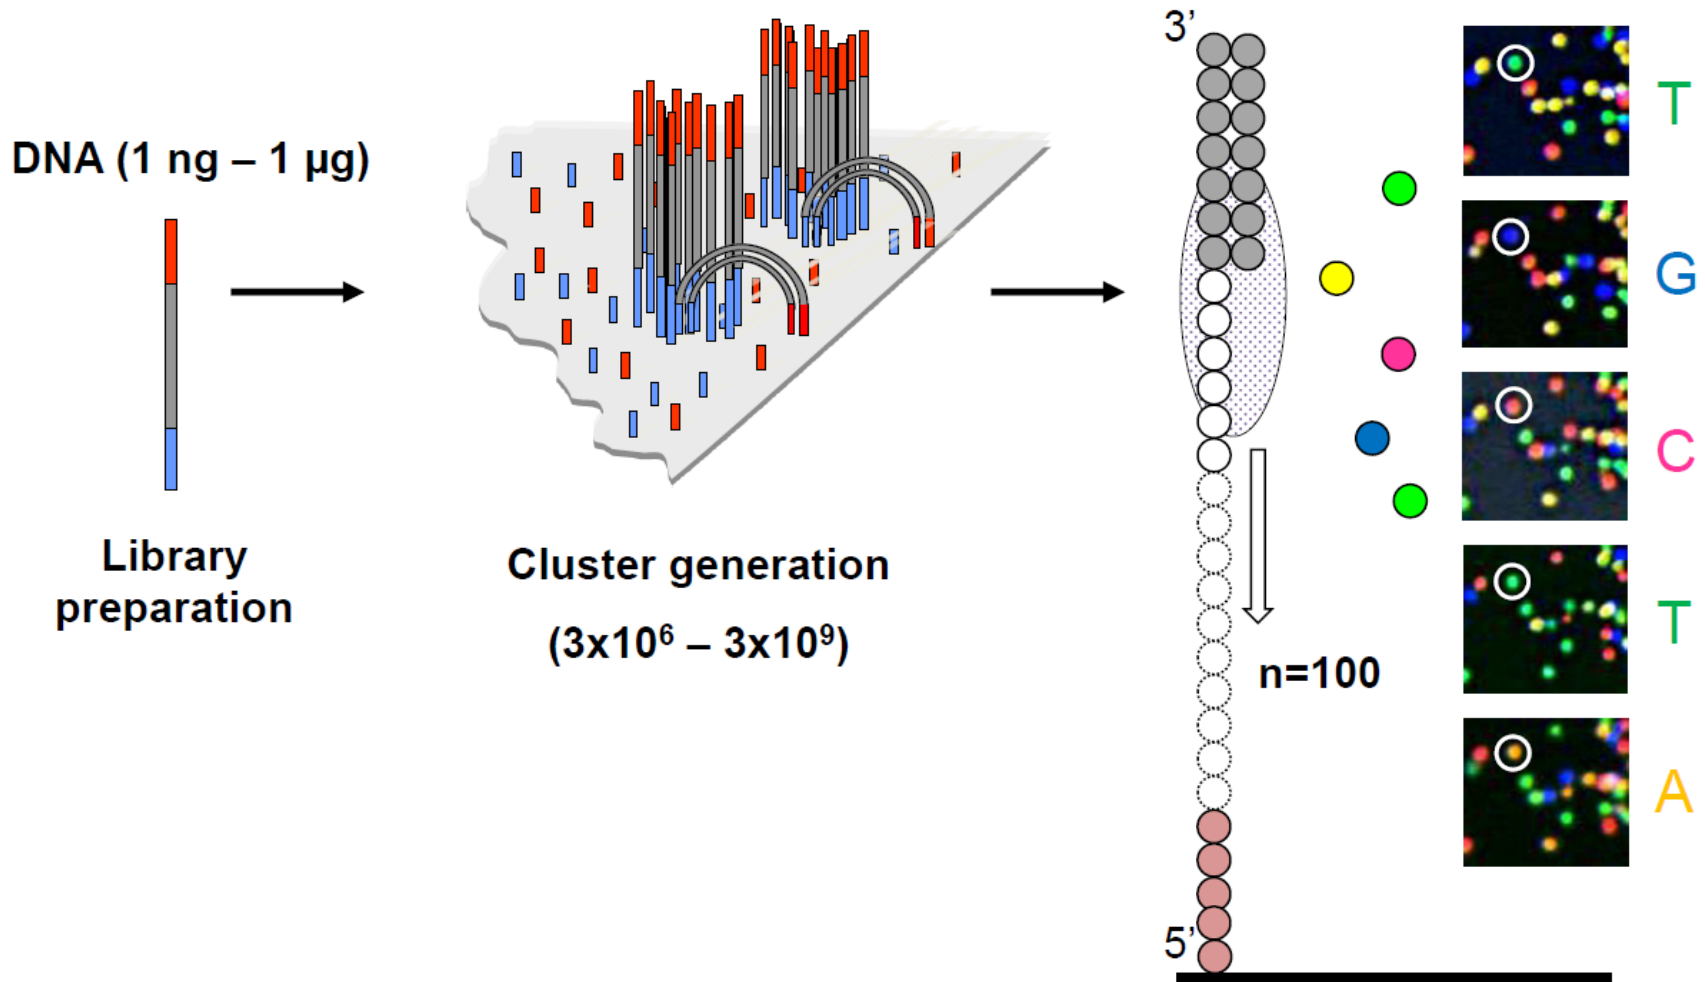 DNA (1 ng – 1 µg)
Library
preparation
Cluster generation
(3x10⁶ – 3x10⁹)
3’
5’
n=100
T
G
C
T
A